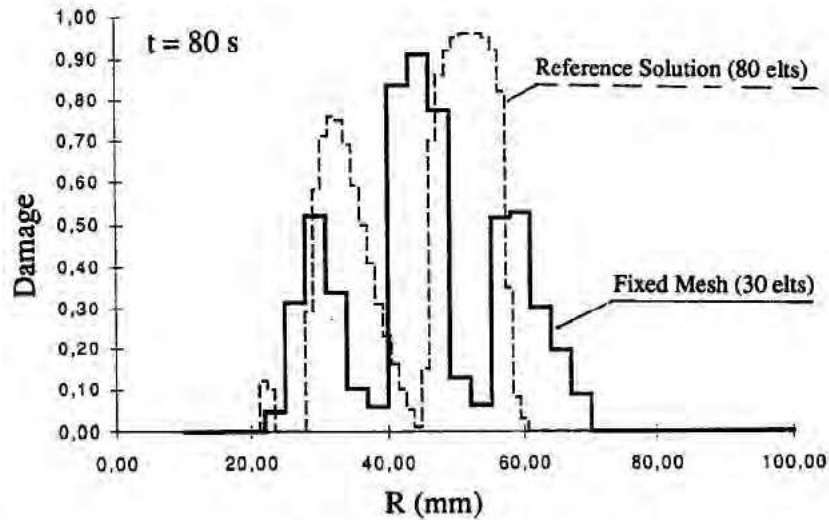 1,00
t = 80 s
0,90
Reference Solution (80 elts)
0,80
0,70
0,60
Damage
0,50
0,40
Fixed Mesh (30 elts)
0,30
0,20
0,10
0,00
0,00 20,00 40,00 60,00 80,00 100,00
R (mm)